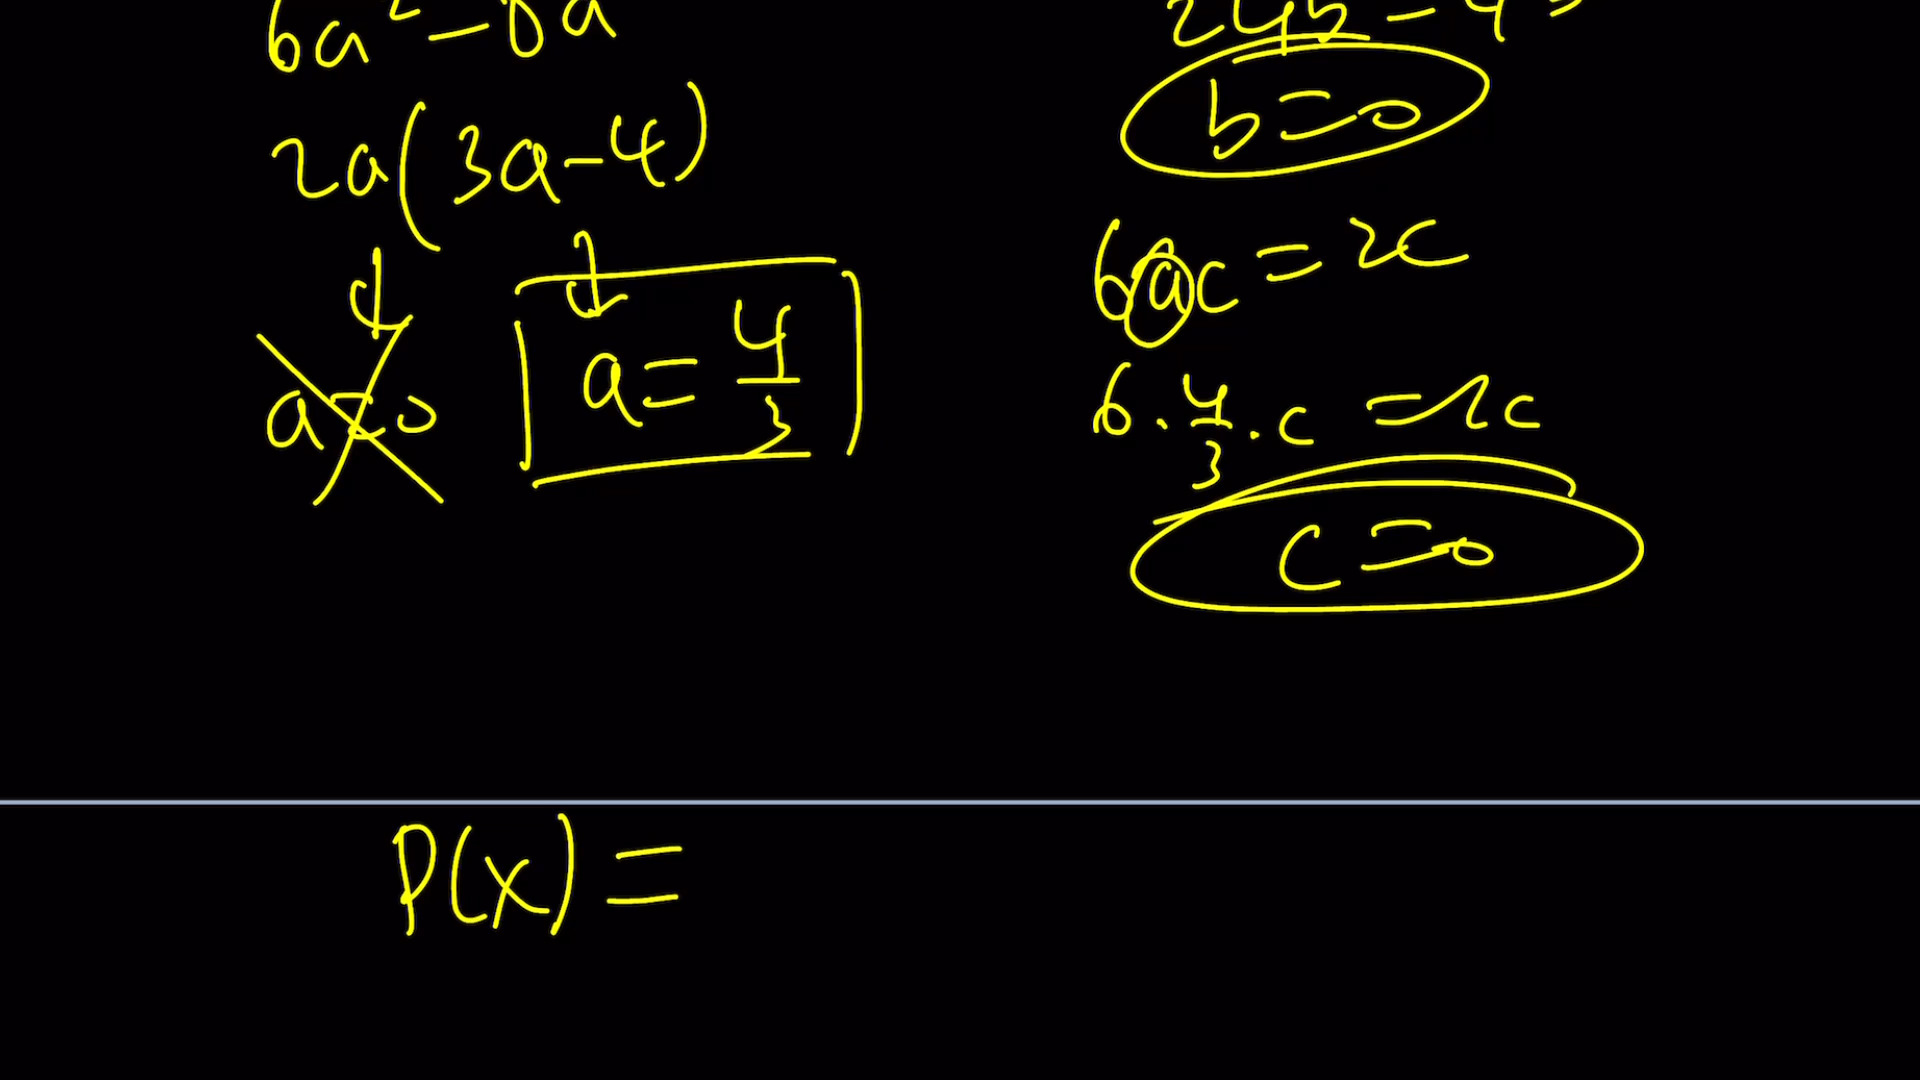 6a² - 8a
b = 0
2a(3a-4)
6ac = 2c
a = 0
a = 4/3
6 · 4/3 · c = 2c
c = 0
P(x) =